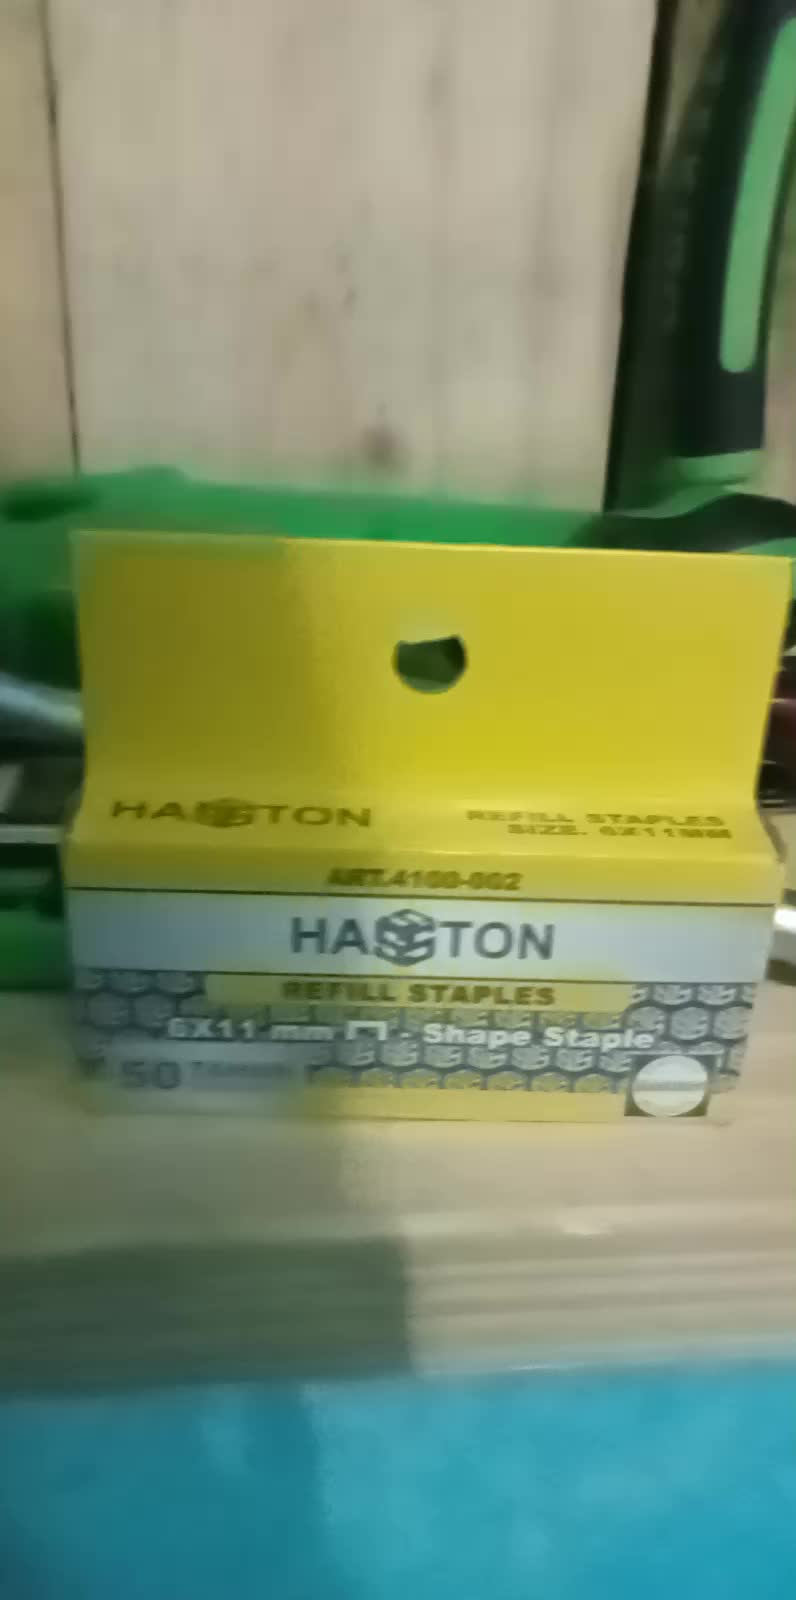 HASTON
REFILL STAPLES
SIZE. 6X11MM
ART.4100-002
HASTON
REFILL STAPLES
6X11 mm - Shape Staple
50